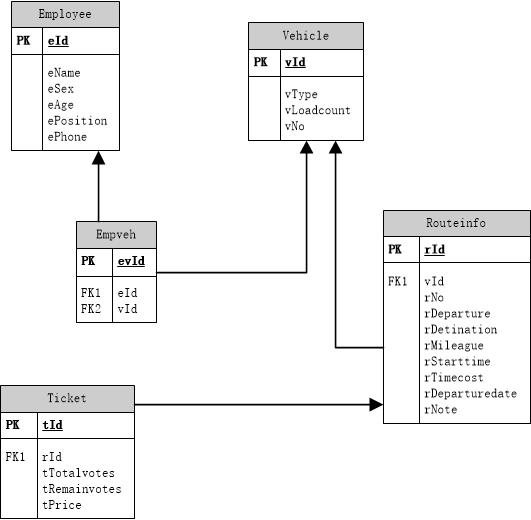 Employee
PK eId
eName
eSex
eAge
ePosition
ePhone
Vehicle
PK vId
vType
vLoadcount
vNo
Empveh
PK evId
FK1 eId
FK2 vId
Routeinfo
PK rId
FK1 vId
rNo
rDeparture
rDetination
rMileague
rStarttime
rTimecost
rDeparturedate
rNote
Ticket
PK tId
FK1 rId
tTotalvotes
tRemainvotes
tPrice